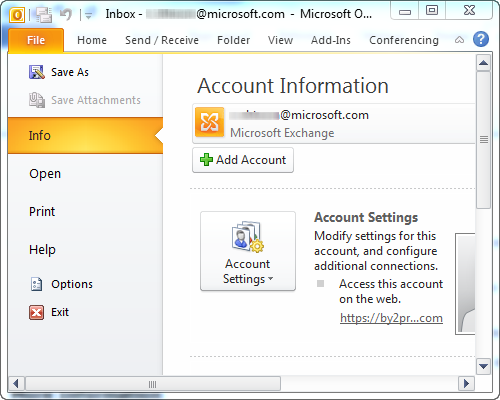 Inbox - @microsoft.com - Microsoft O...
File Home Send / Receive Folder View Add-Ins Conferencing
Save As
Save Attachments
Info
Open
Print
Help
Options
Exit
Account Information
@microsoft.com
Microsoft Exchange
Add Account
Account
Settings
Account Settings
Modify settings for this
account, and configure
additional connections.
Access this account
on the web.
https://by2pr...com